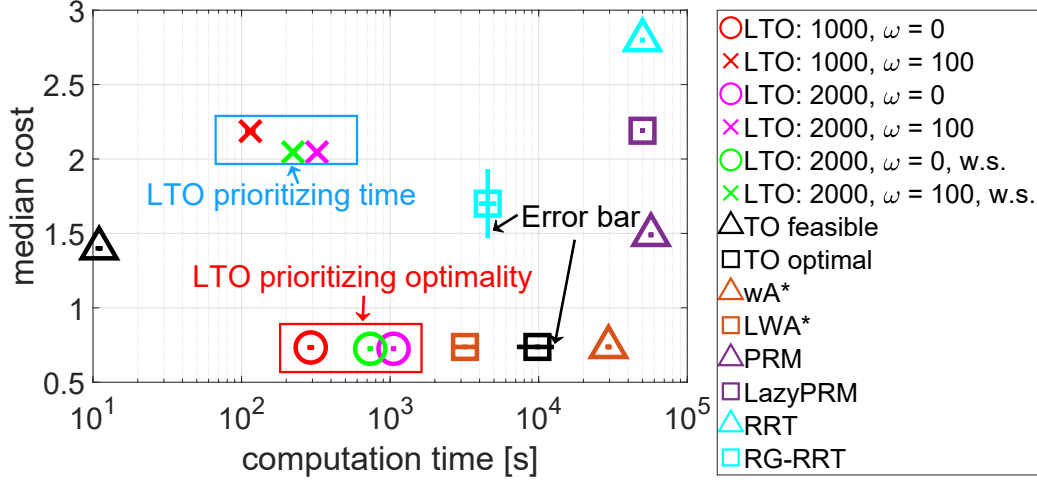 3
2.5
2
1.5
1
0.5
median cost
LTO prioritizing time
Error bar
LTO prioritizing optimality
10^1
10^2
10^3
10^4
10^5
computation time [s]
LTO: 1000, ω = 0
LTO: 1000, ω = 100
LTO: 2000, ω = 0
LTO: 2000, ω = 100
LTO: 2000, ω = 0, w.s.
LTO: 2000, ω = 100, w.s.
TO feasible
TO optimal
wA*
LWA*
PRM
LazyPRM
RRT
RG-RRT